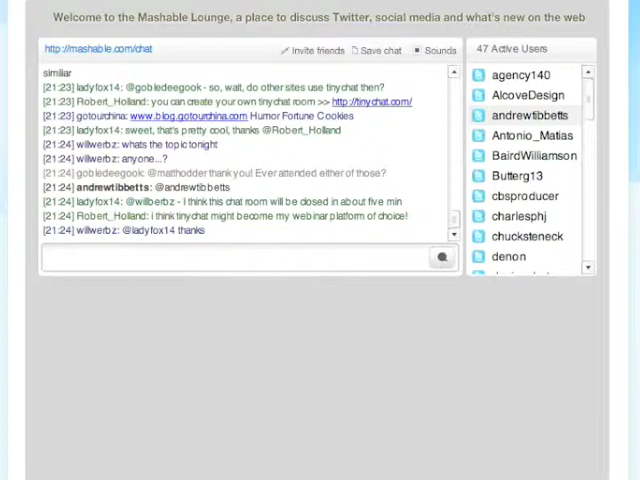 Welcome to the Mashable Lounge, a place to discuss Twitter, social media and what's new on the web
http://mashable.com/chat Invite friends Save chat Sounds 47 Active Users
similiar
[21:23] ladyfox14: @gobledeegook - so, wait, do other sites use tinychat then?
[21:23] Robert_Holland: you can create your own tinychat room >> http://tinychat.com/
[21:23] gotourchina: www.blog.gotourchina.com Humor Fortune Cookies
[21:23] ladyfox14: sweet, that's pretty cool, thanks @Robert_Holland
[21:24] willwerbz: whats the topic tonight
[21:24] willwerbz: anyone...?
[21:24] gobledeegook: @mathodder thank you! Ever attended either of those?
[21:24] andrewtibbetts: @andrewtibbetts
[21:24] ladyfox14: @willberbz - I think this chat room will be closed in about five min
[21:24] Robert_Holland: i think tinychat might become my webinar platform of choice!
[21:24] willwerbz: @ladyfox14 thanks
agency140
AlcoveDesign
andrewtibbetts
Antonio_Matias
BairdWilliamson
Butterg13
cbsproducer
charlesphj
chucksteneck
denon